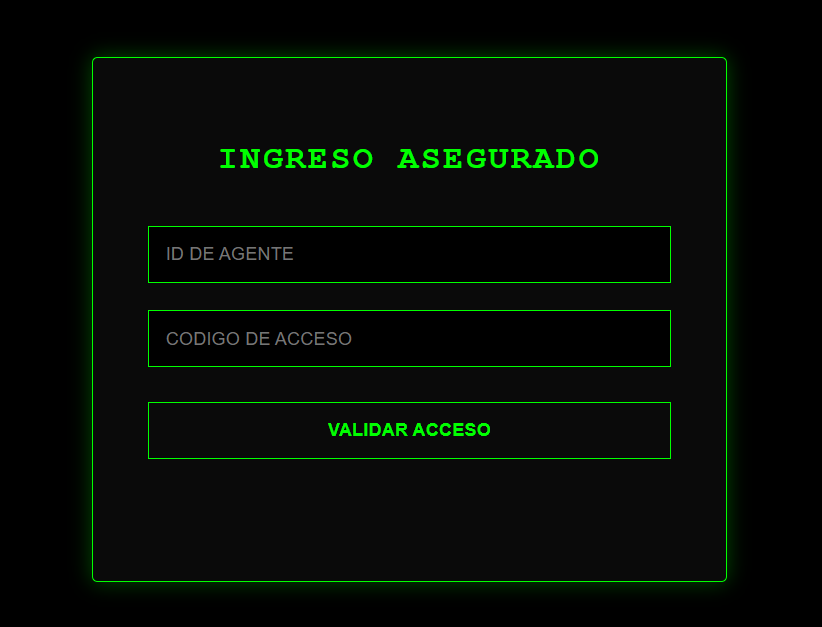 INGRESO ASEGURADO
ID DE AGENTE
CODIGO DE ACCESO
VALIDAR ACCESO